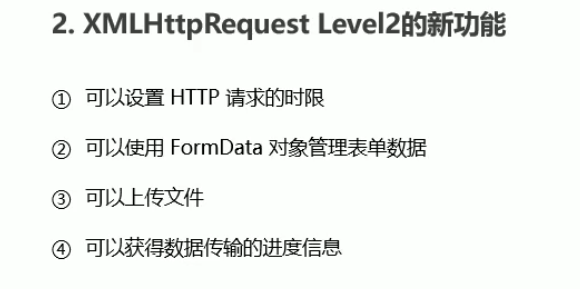 2. XMLHttpRequest Level2的新功能
① 可以设置 HTTP 请求的时限
② 可以使用 FormData 对象管理表单数据
③ 可以上传文件
④ 可以获得数据传输的进度信息